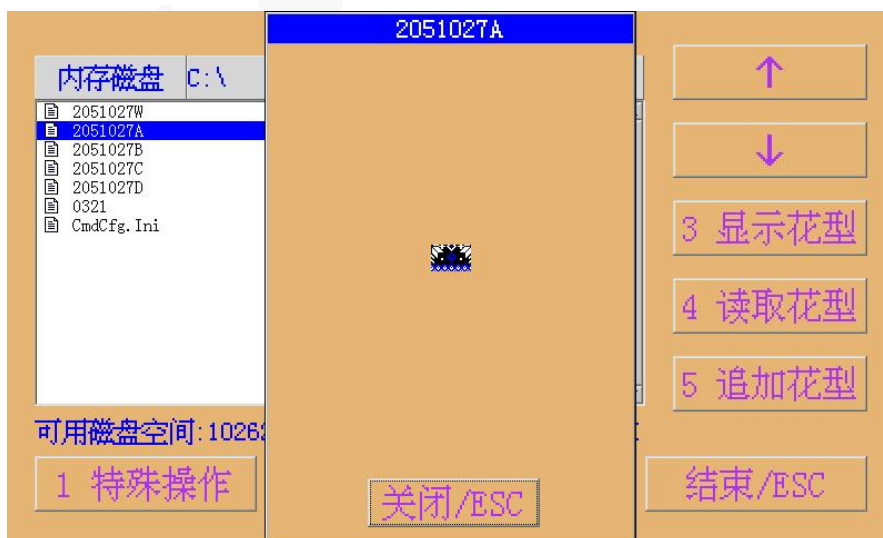 2051027A
内存磁盘 C:\
2051027W
2051027A
2051027B
2051027C
2051027D
0321
CmdCfg.Ini
可用磁盘空间:10262
↑
↓
3 显示花型
4 读取花型
5 追加花型
1 特殊操作
关闭/ESC
结束/ESC